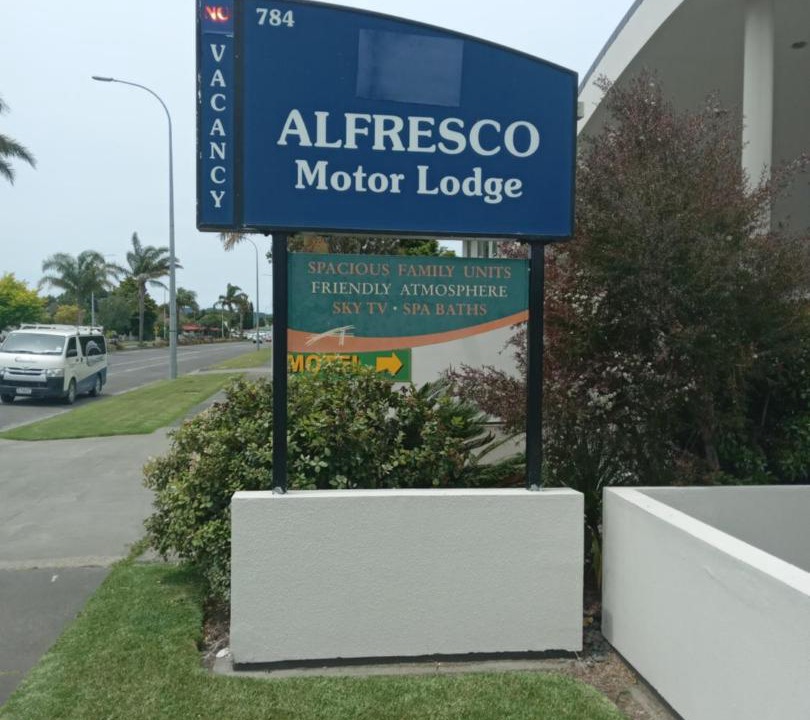 NO
VACANCY
784
ALFRESCO
Motor Lodge
SPACIOUS FAMILY UNITS
FRIENDLY ATMOSPHERE
SKY TV • SPA BATHS
MOTEL